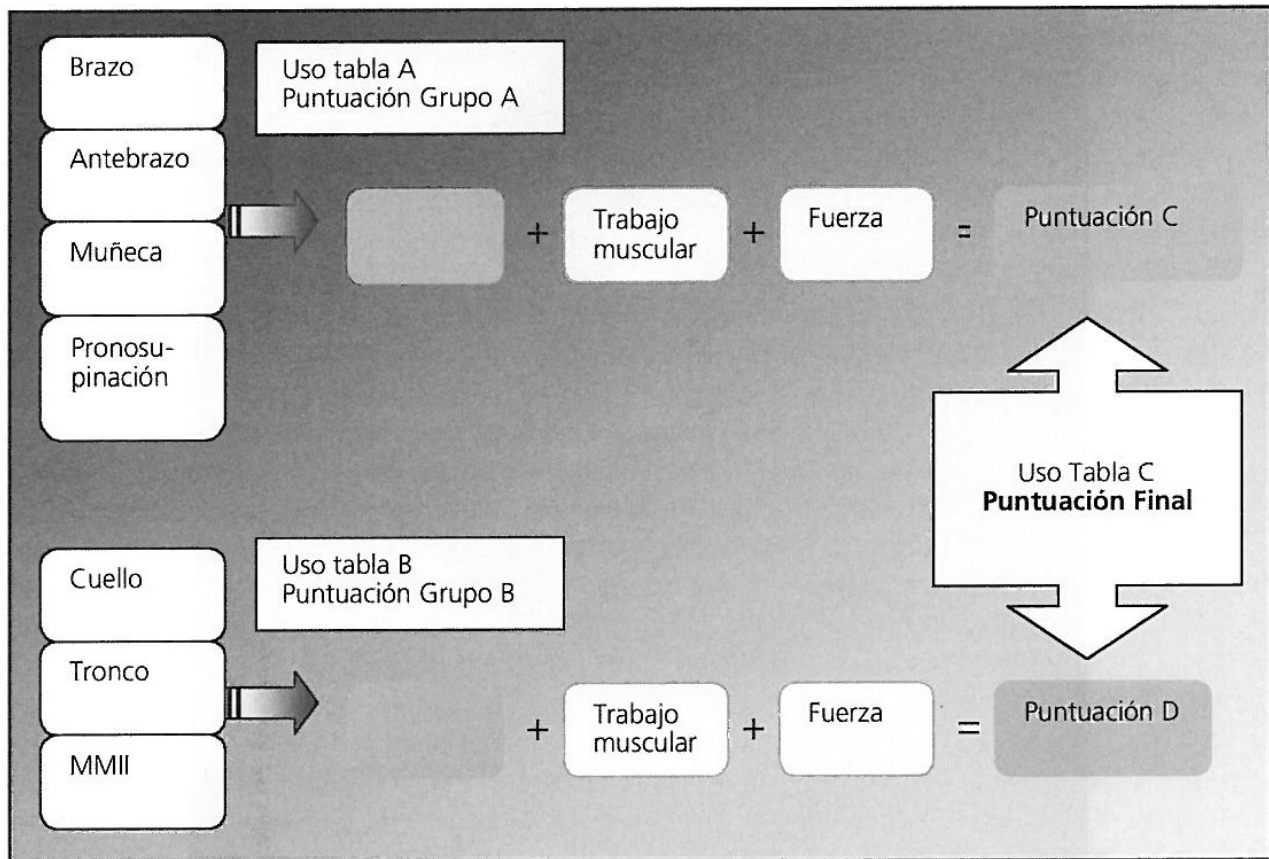 Brazo
Antebrazo
Muñeca
Pronosu-
pinación
Uso tabla A
Puntuación Grupo A
+
Trabajo
muscular
+
Fuerza
=
Puntuación C
Uso Tabla C
Puntuación Final
Cuello
Tronco
MMII
Uso tabla B
Puntuación Grupo B
+
Trabajo
muscular
+
Fuerza
=
Puntuación D